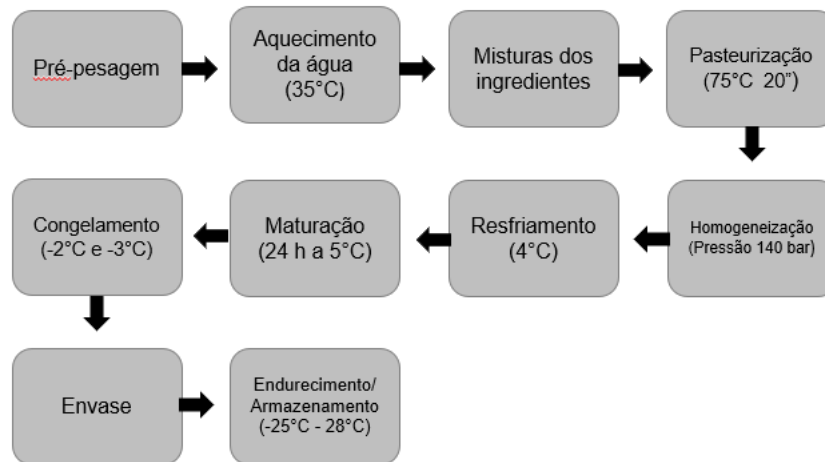 Pré-pesagem
Aquecimento
da água
(35°C)
Misturas dos
ingredientes
Pasteurização
(75°C 20”)
Homogeneização
(Pressão 140 bar)
Resfriamento
(4°C)
Maturação
(24 h a 5°C)
Congelamento
(-2°C e -3°C)
Envase
Endurecimento/
Armazenamento
(-25°C - 28°C)